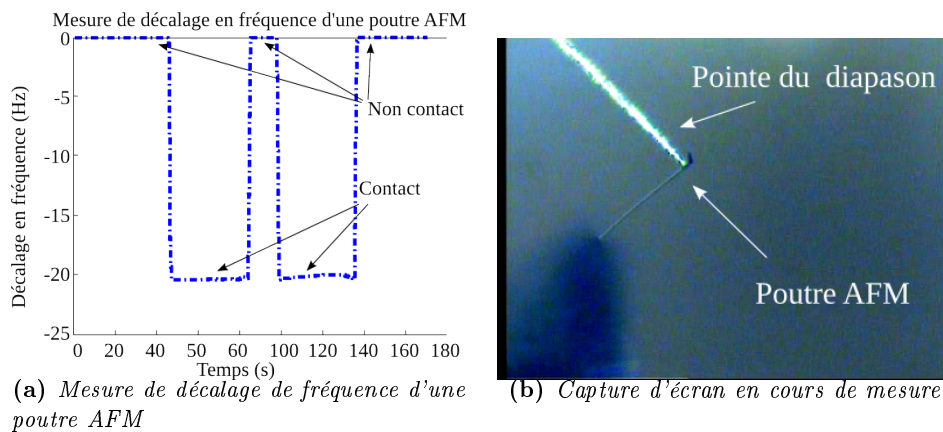 Mesure de décalage en fréquence d'une poutre AFM
0
-5
-10
-15
-20
-25
Décalage en fréquence (Hz)
Non contact
Contact
0 20 40 60 40 80 100 120 140 160 180
Temps (s)
Pointe du diapason
Poutre AFM
(a) Mesure de décalage de fréquence d'une
poutre AFM
(b) Capture d'écran en cours de mesure